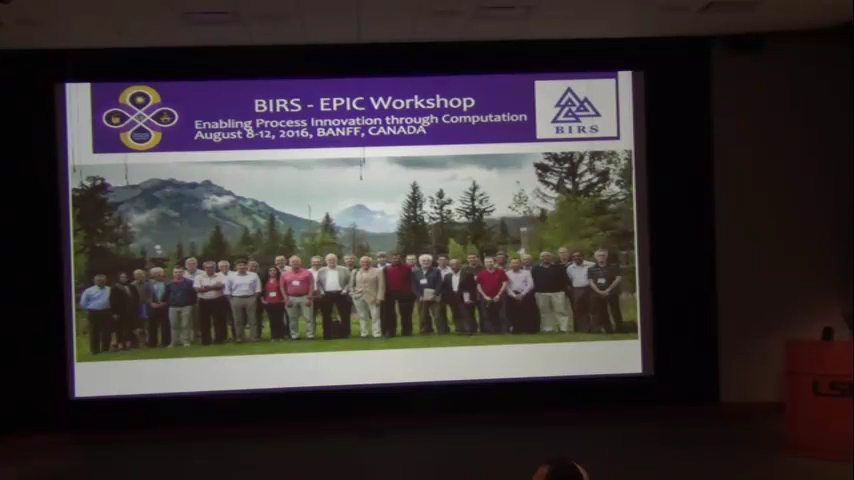 BIRS - EPIC Workshop
Enabling Process Innovation through Computation
August 8-12, 2016, BANFF, CANADA
BIRS